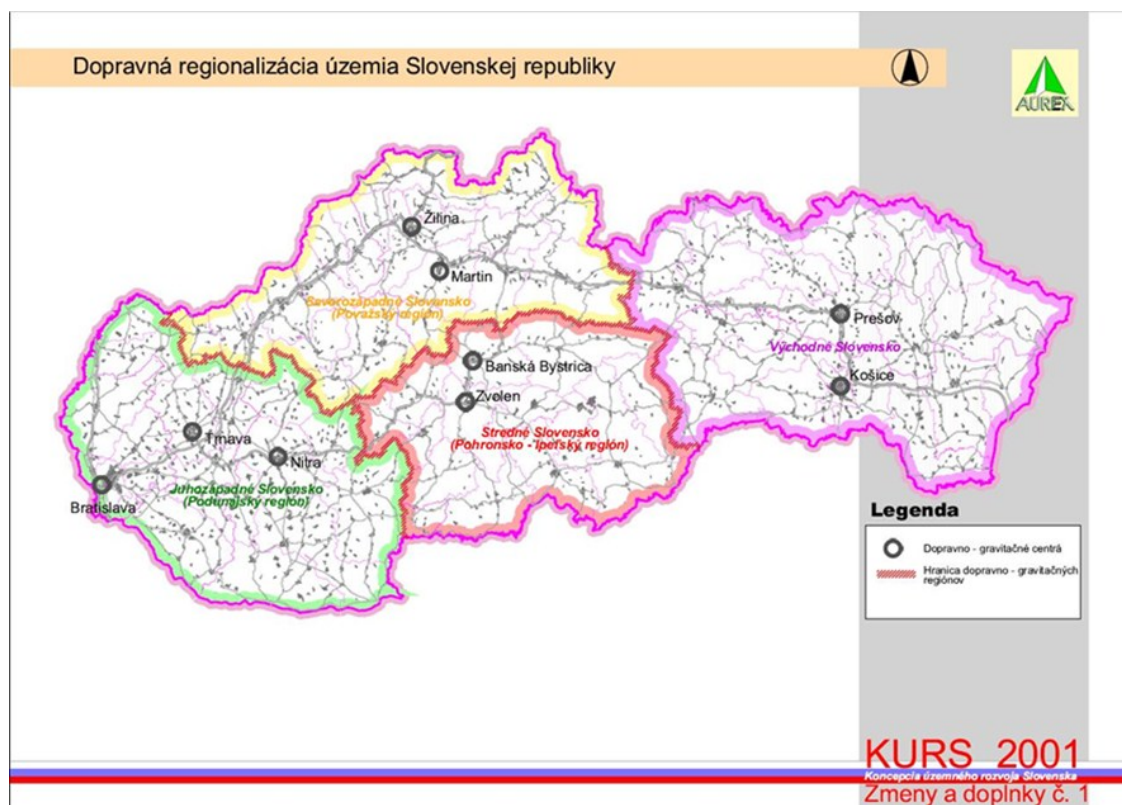 Dopravná regionalizácia územia Slovenskej republiky
AUREX
Žilina
Martin
Severozápadné Slovensko
(Považský región)
Prešov
Východné Slovensko
Košice
Banská Bystrica
Zvolen
Stredné Slovensko
(Pohronsko - Ipeľský región)
Trnava
Nitra
Juhozápadné Slovensko
(Podunajský región)
Bratislava
Legenda
Dopravno - gravitačné centrá
Hranica dopravno - gravitačných
regiónov
KURS 2001
Koncepcia územného rozvoja Slovenska
Zmeny a doplnky č. 1